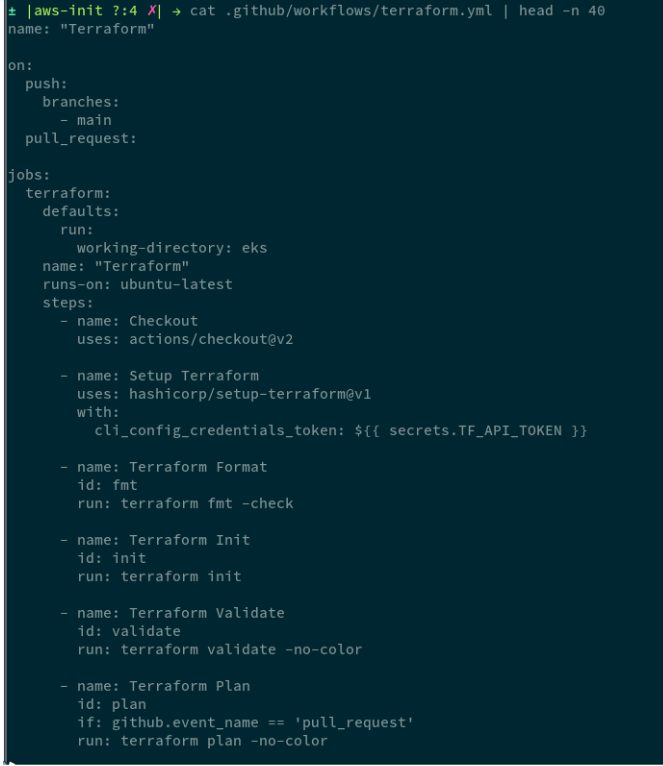 ± |aws-init ?:4 ✗| → cat .github/workflows/terraform.yml | head -n 40
name: "Terraform"

on:
  push:
    branches:
      - main
  pull_request:

jobs:
  terraform:
    defaults:
      run:
        working-directory: eks
    name: "Terraform"
    runs-on: ubuntu-latest
    steps:
      - name: Checkout
        uses: actions/checkout@v2

      - name: Setup Terraform
        uses: hashicorp/setup-terraform@v1
        with:
          cli_config_credentials_token: ${{ secrets.TF_API_TOKEN }}

      - name: Terraform Format
        id: fmt
        run: terraform fmt -check

      - name: Terraform Init
        id: init
        run: terraform init

      - name: Terraform Validate
        id: validate
        run: terraform validate -no-color

      - name: Terraform Plan
        id: plan
        if: github.event_name == 'pull_request'
        run: terraform plan -no-color